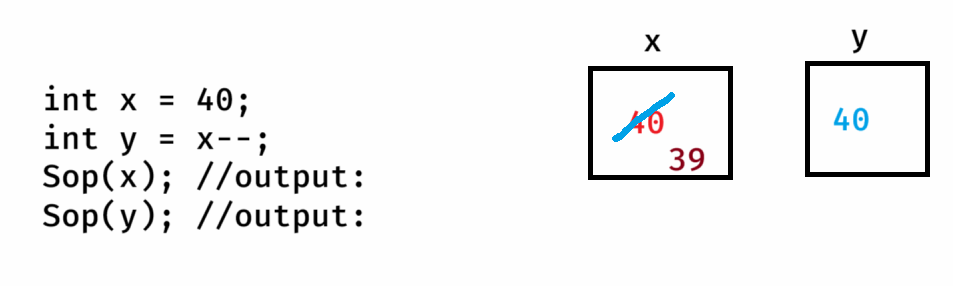 int x = 40;
int y = x--;
Sop(x); //output:
Sop(y); //output:
x
40
39
y
40